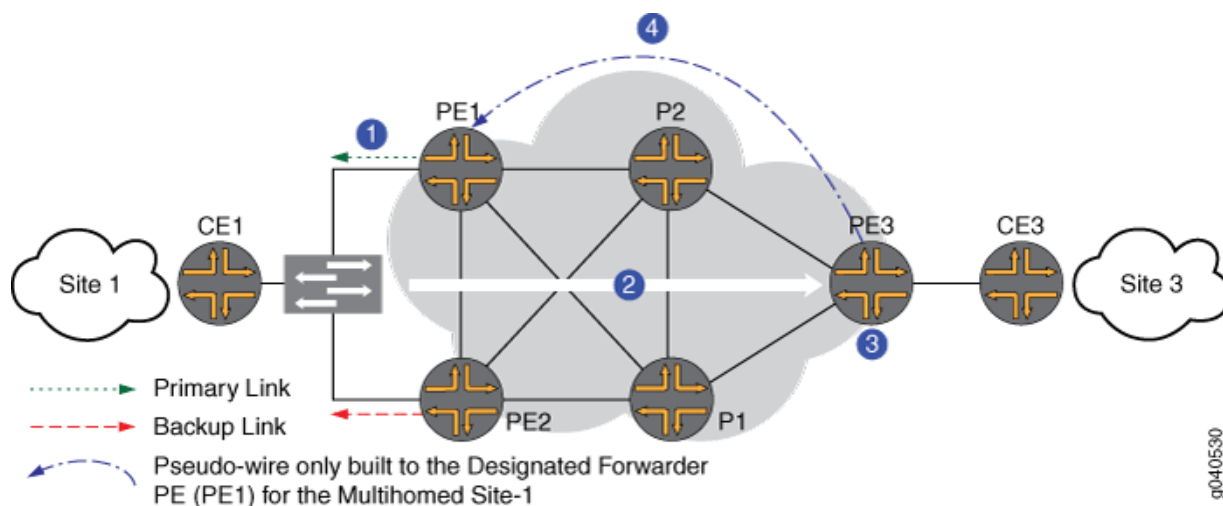 4
PE1
P2
1
CE1
PE3
CE3
Site 1
2
Site 3
3
Primary Link
Backup Link
PE2
P1
Pseudo-wire only built to the Designated Forwarder
PE (PE1) for the Multihomed Site-1
g040530